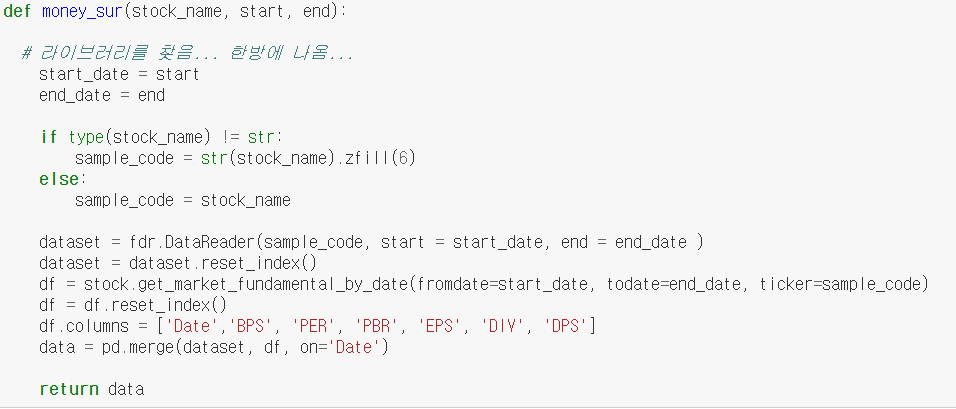 def money_sur(stock_name, start, end):
# 라이브러리를 찾음... 한방에 나옴...
start_date = start
end_date = end
if type(stock_name) != str:
sample_code = str(stock_name).zfill(6)
else:
sample_code = stock_name
dataset = fdr.DataReader(sample_code, start = start_date, end = end_date )
dataset = dataset.reset_index()
df = stock.get_market_fundamental_by_date(fromdate=start_date, todate=end_date, ticker=sample_code)
df = df.reset_index()
df.columns = ['Date','BPS', 'PER', 'PBR', 'EPS', 'DIV', 'DPS']
data = pd.merge(dataset, df, on='Date')
return data